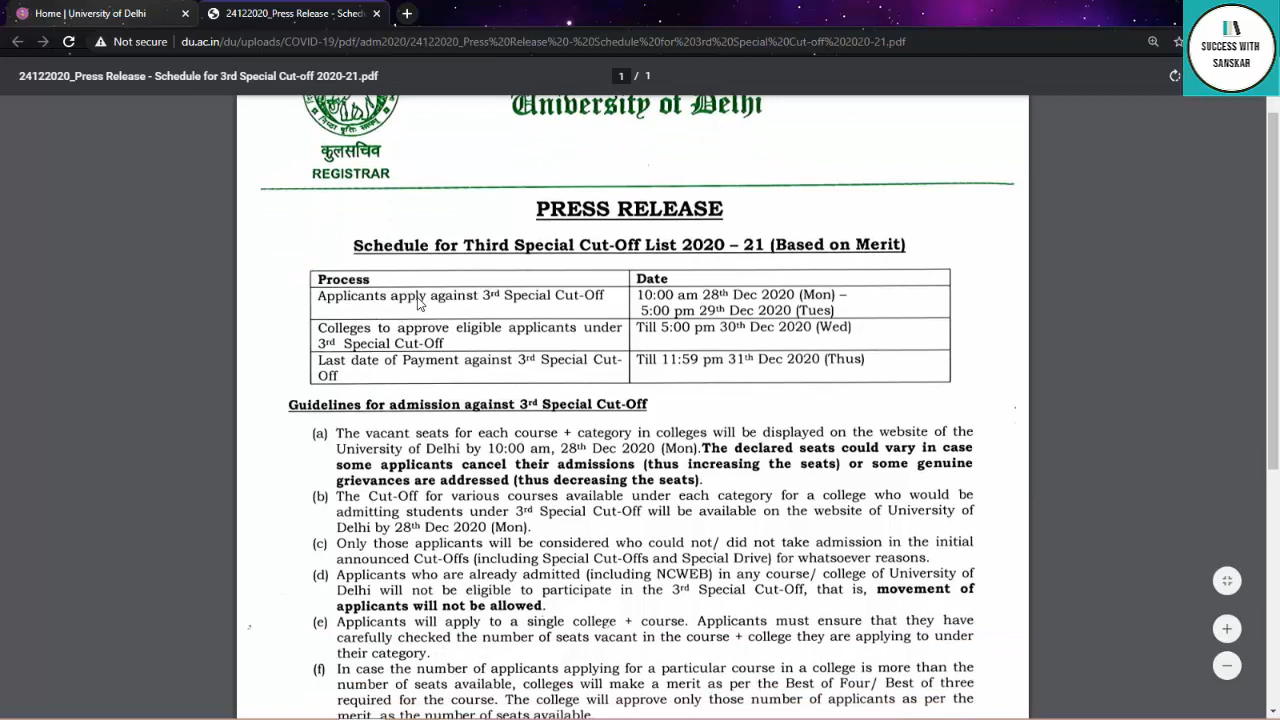 Home | University of Delhi
24122020_Press Release - Sched
Not secure
du.ac.in/du/uploads/COVID-19/pdf/adm2020/24122020_Press%20Release%20-%20Schedule%20for%203rd%20Special%20Cut-off%202020-21.pdf
SUCCESS WITH
SANSKAR
24122020_Press Release - Schedule for 3rd Special Cut-off 2020-21.pdf
1 / 1
University of Delhi
कुलसचिव
REGISTRAR
PRESS RELEASE
Schedule for Third Special Cut-Off List 2020 – 21 (Based on Merit)
Process Date
Applicants apply against 3rd Special Cut-Off 10:00 am 28th Dec 2020 (Mon) –
5:00 pm 29th Dec 2020 (Tues)
Colleges to approve eligible applicants under Till 5:00 pm 30th Dec 2020 (Wed)
3rd Special Cut-Off
Last date of Payment against 3rd Special Cut- Till 11:59 pm 31th Dec 2020 (Thus)
Off
Guidelines for admission against 3rd Special Cut-Off
(a) The vacant seats for each course + category in colleges will be displayed on the website of the
University of Delhi by 10:00 am, 28th Dec 2020 (Mon).The declared seats could vary in case
some applicants cancel their admissions (thus increasing the seats) or some genuine
grievances are addressed (thus decreasing the seats).
(b) The Cut-Off for various courses available under each category for a college who would be
admitting students under 3rd Special Cut-Off will be available on the website of University of
Delhi by 28th Dec 2020 (Mon).
(c) Only those applicants will be considered who could not/ did not take admission in the initial
announced Cut-Offs (including Special Cut-Offs and Special Drive) for whatsoever reasons.
(d) Applicants who are already admitted (including NCWEB) in any course/ college of University of
Delhi will not be eligible to participate in the 3rd Special Cut-Off, that is, movement of
applicants will not be allowed.
(e) Applicants will apply to a single college + course. Applicants must ensure that they have
carefully checked the number of seats vacant in the course + college they are applying to under
their category.
(f) In case the number of applicants applying for a particular course in a college is more than the
number of seats available, colleges will make a merit as per the Best of Four/ Best of three
required for the course. The college will approve only those number of applicants as per the
merit, as the number of seats available.